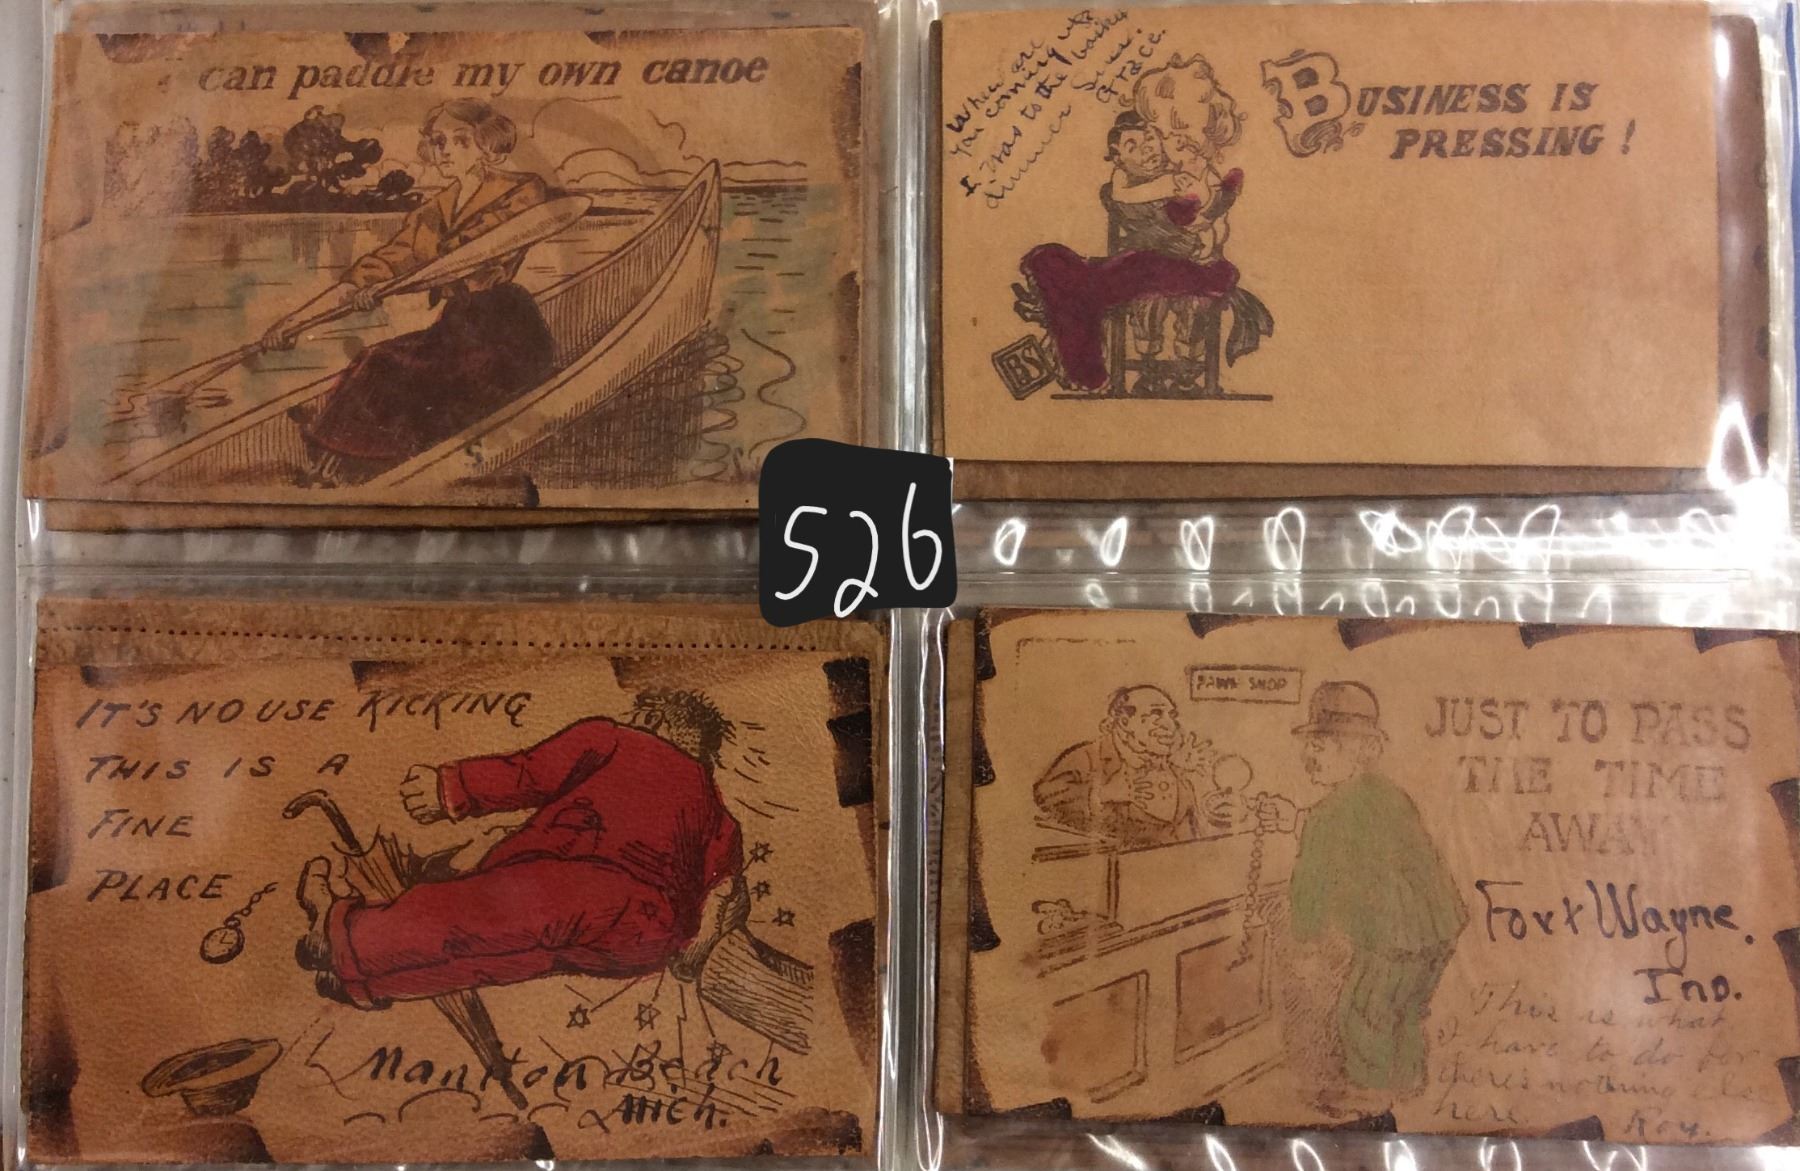 can paddle my own canoe
When are
you coming up
I was to the
dinner
Grace.
BUSINESS IS
PRESSING!
BS
526
IT'S NO USE KICKING
THIS IS A
FINE
PLACE
Manitou Beach
Mich.
PAWN SHOP
JUST TO PASS
THE TIME
AWAY
Fort Wayne.
Ind.
This is what
I have to do for
there's nothing else
here.
Roy.